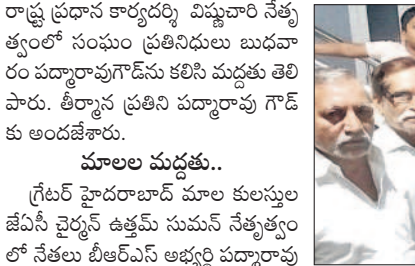 రాష్ట్ర ప్రధాన కార్యదర్శి విష్ణుచారి నేతృ
త్వంలో సంఘం ప్రతినిధులు బుధవా
రం పద్మారావుగౌడ్‌ను కలిసి మద్దతు తెలి
పారు. తీర్మాన ప్రతిని పద్మారావు గౌడ్
కు అందజేశారు.
మాలల మద్దతు..
గ్రేటర్ హైదరాబాద్ మాల కులస్తుల
జేఏసీ చైర్మన్ ఉత్తమ్ సుమన్ నేతృత్వం
లో నేతలు బీఆర్ఎస్ అభ్యర్థి పద్మారావు